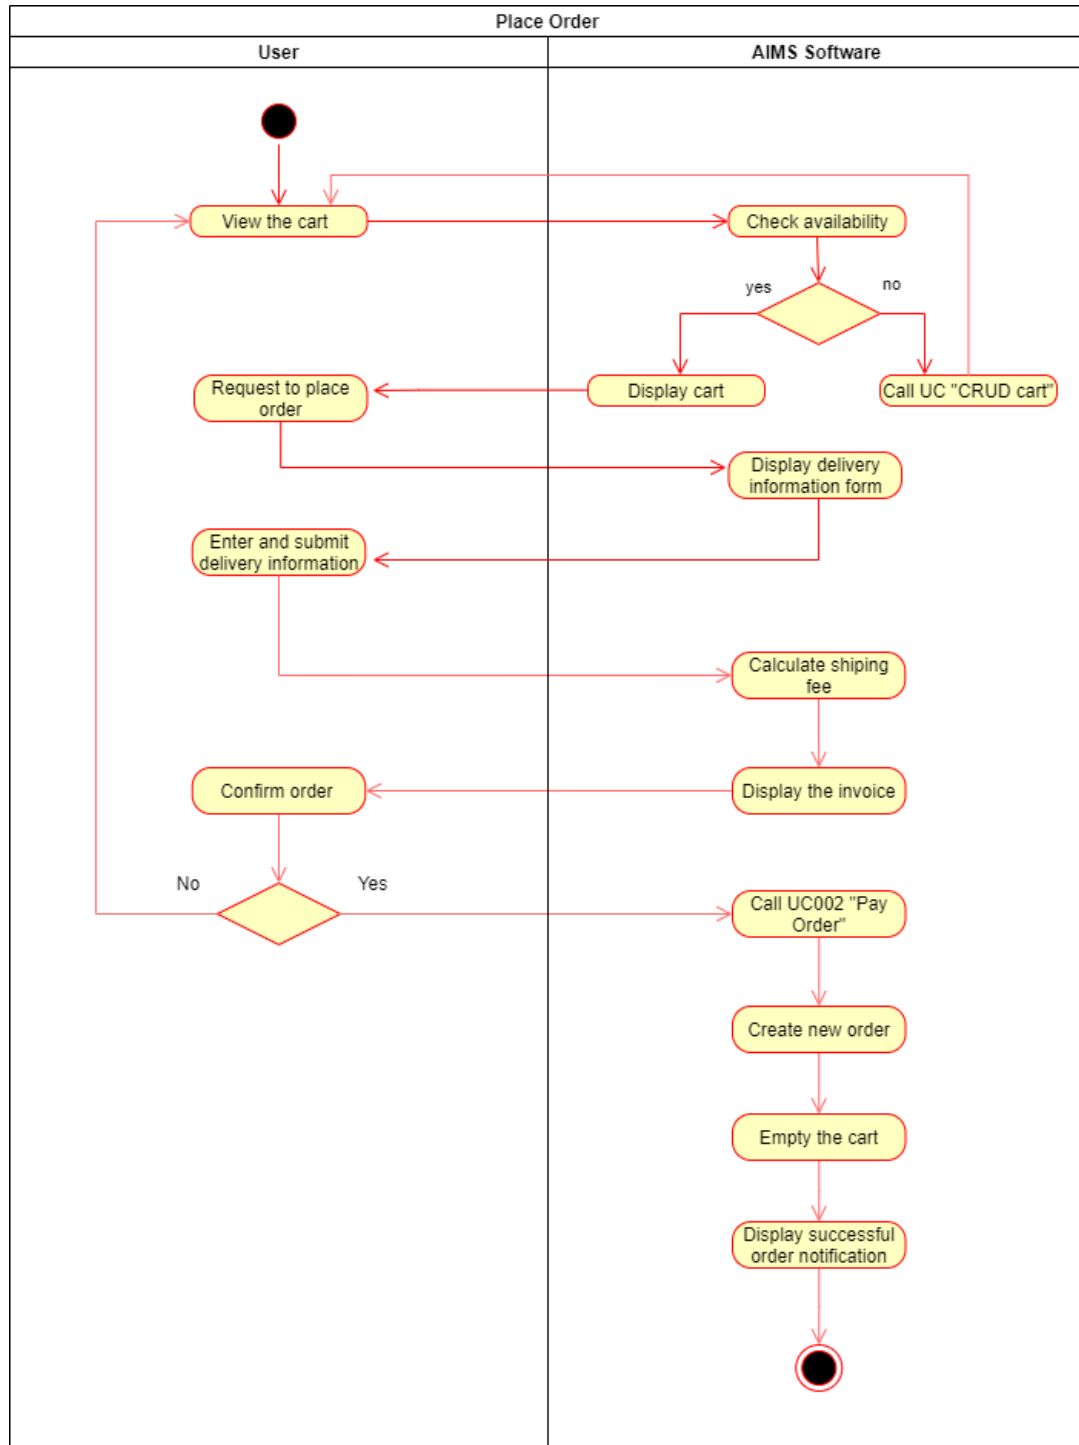 Place Order
User
AIMS Software
View the cart
Check availability
yes
no
Request to place
order
Display cart
Call UC "CRUD cart"
Display delivery
information form
Enter and submit
delivery information
Calculate shiping
fee
Confirm order
Display the invoice
No
Yes
Call UC002 "Pay
Order"
Create new order
Empty the cart
Display successful
order notification